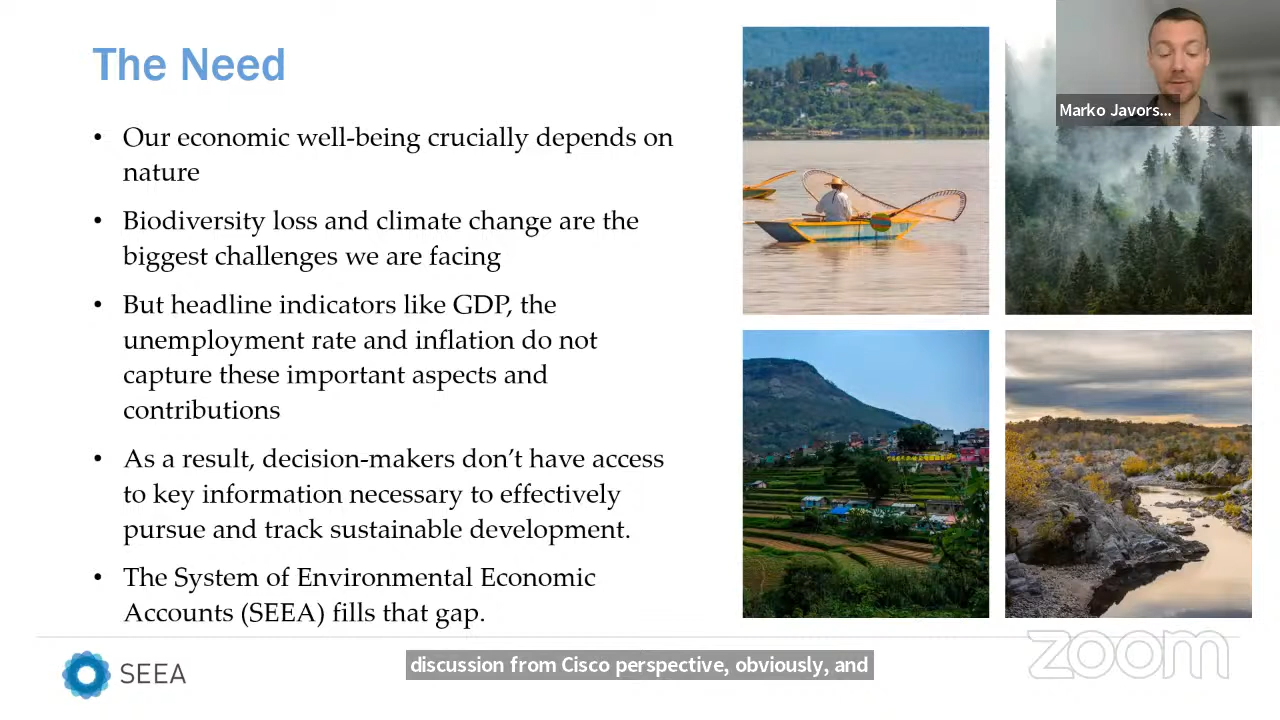 The Need
• Our economic well-being crucially depends on
nature
• Biodiversity loss and climate change are the
biggest challenges we are facing
• But headline indicators like GDP, the
unemployment rate and inflation do not
capture these important aspects and
contributions
• As a result, decision-makers don’t have access
to key information necessary to effectively
pursue and track sustainable development.
• The System of Environmental Economic
Accounts (SEEA) fills that gap.
Marko Javors...
SEEA
discussion from Cisco perspective, obviously, and
zoom